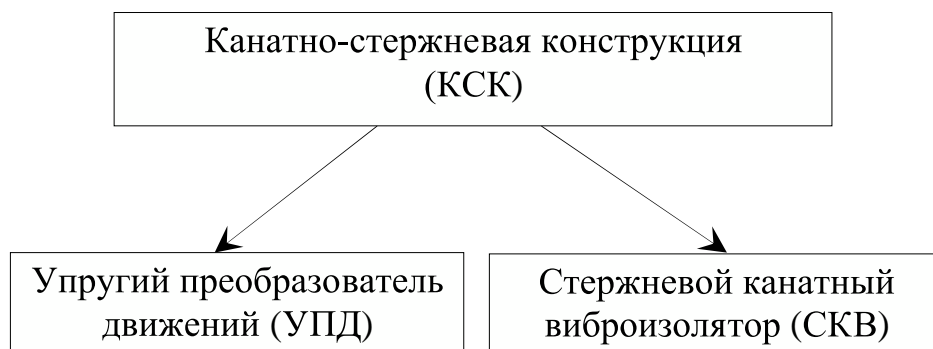 Канатно-стержневая конструкция
(КСК)
Упругий преобразователь
движений (УПД)
Стержневой канатный
виброизолятор (СКВ)